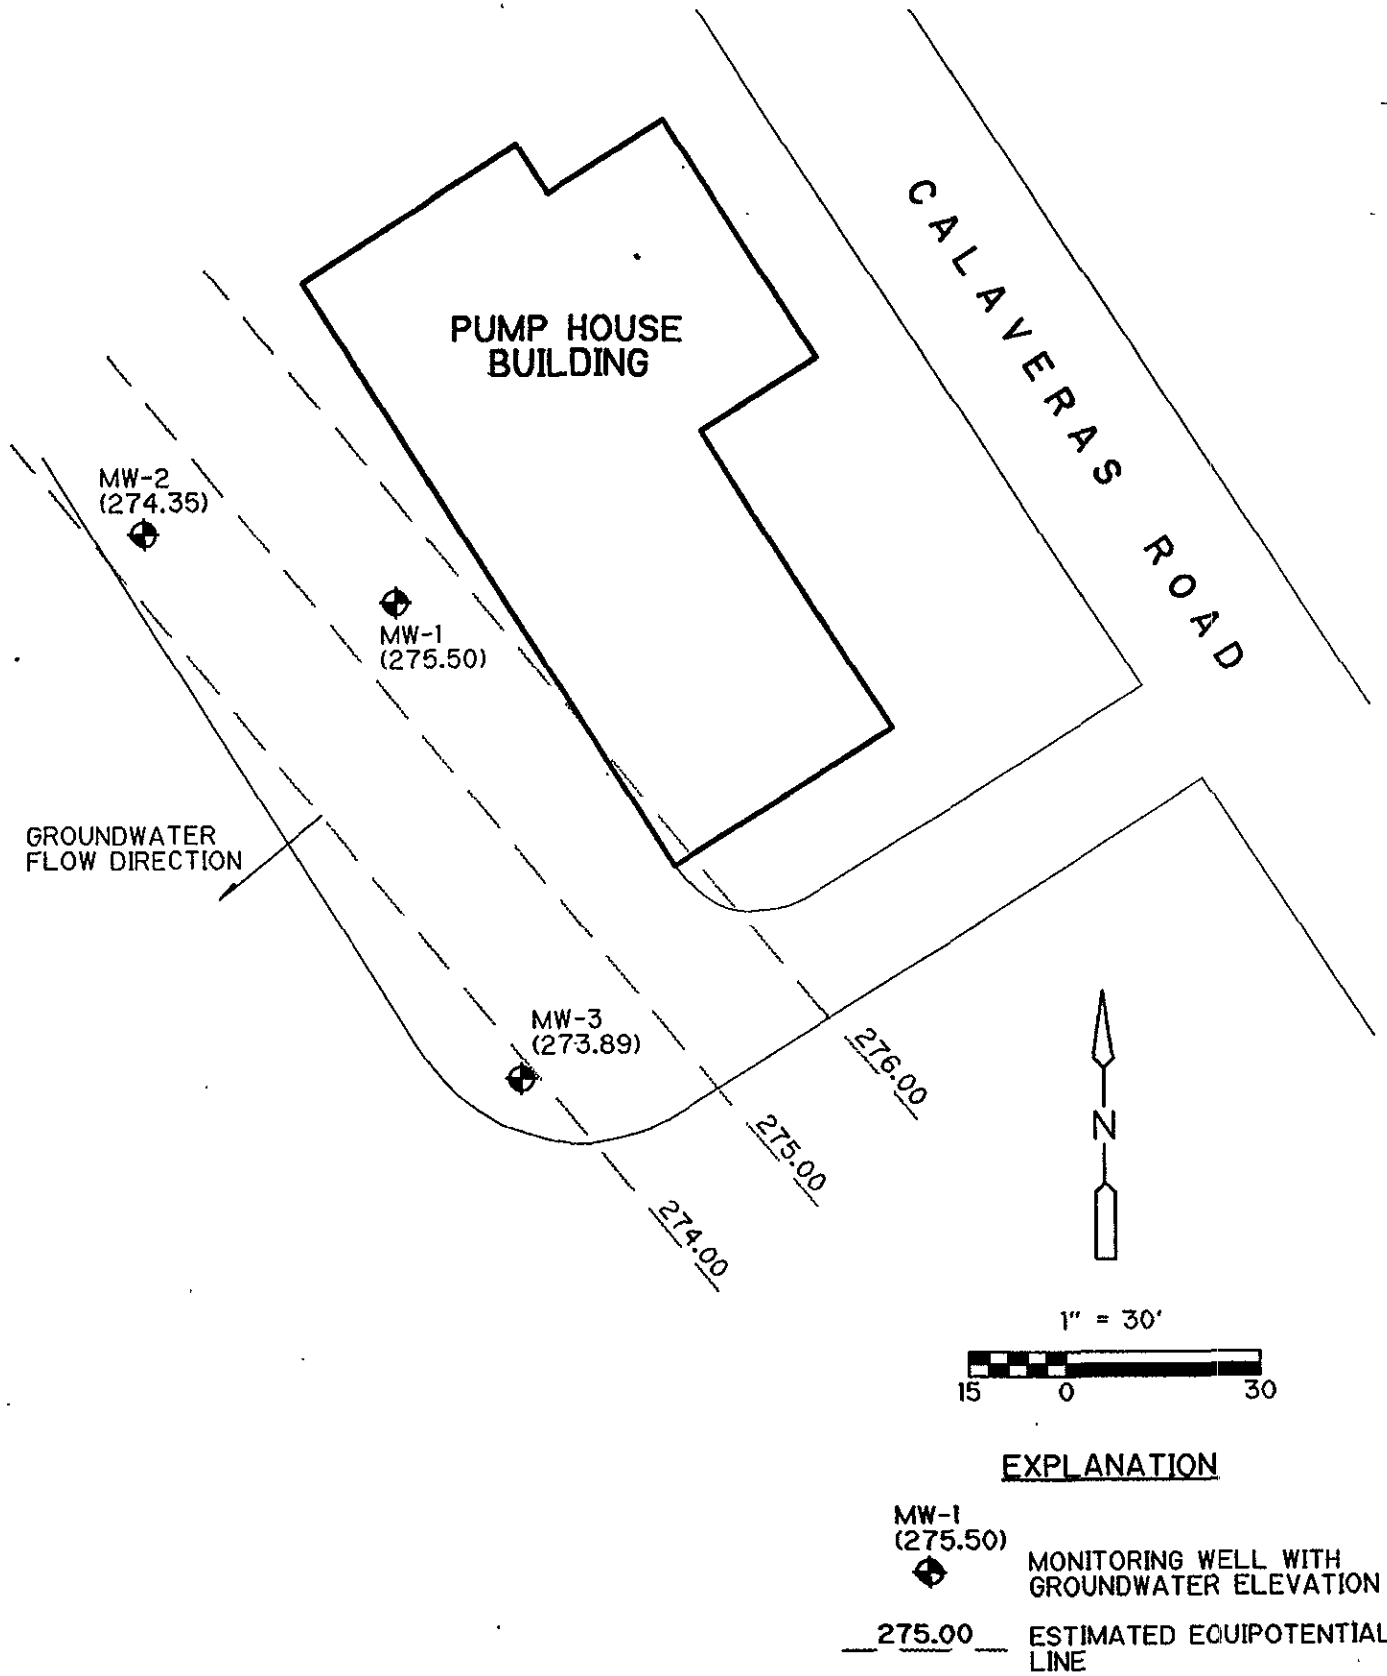 CALAVERAS ROAD
PUMP HOUSE
BUILDING
MW-2
(274.35)
MW-1
(275.50)
GROUNDWATER
FLOW DIRECTION
MW-3
(273.89)
276.00
275.00
274.00
N
1" = 30'
15 0 30
EXPLANATION
MW-1
(275.50)
MONITORING WELL WITH
GROUNDWATER ELEVATION
275.00
ESTIMATED EQUIPOTENTIAL
LINE